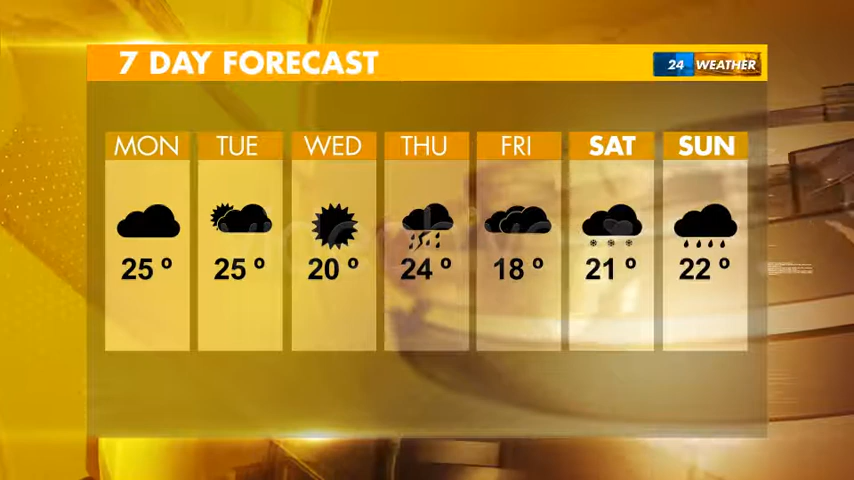 7 DAY FORECAST
24 WEATHER
MON TUE WED THU FRI SAT SUN
25 º 25 º 20 º 24 º 18 º 21 º 22 º